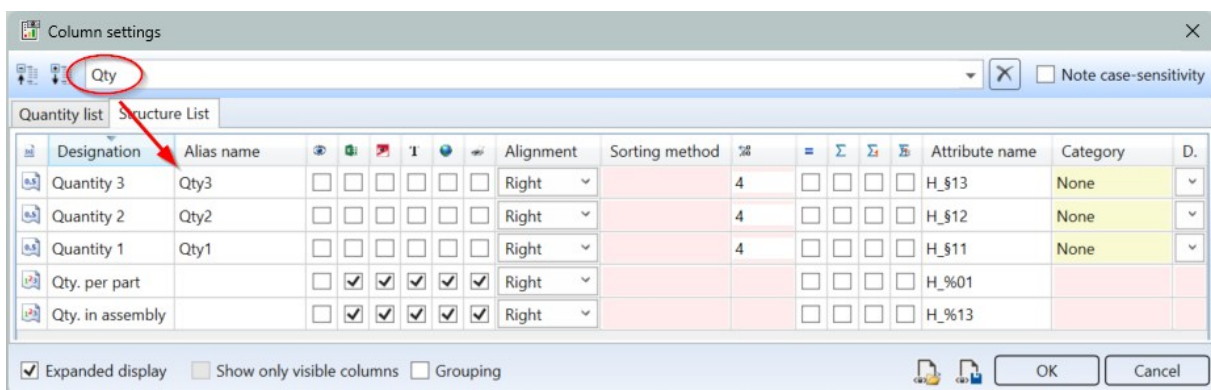 Column settings
Qty Note case-sensitivity
Quantity list Structure List
Designation Alias name T Alignment Sorting method = Σ Attribute name Category D.
Quantity 3 Qty3 Right 4 H_§13 None
Quantity 2 Qty2 Right 4 H_§12 None
Quantity 1 Qty1 Right 4 H_§11 None
Qty. per part Right H_%01
Qty. in assembly Right H_%13
Expanded display Show only visible columns Grouping OK Cancel